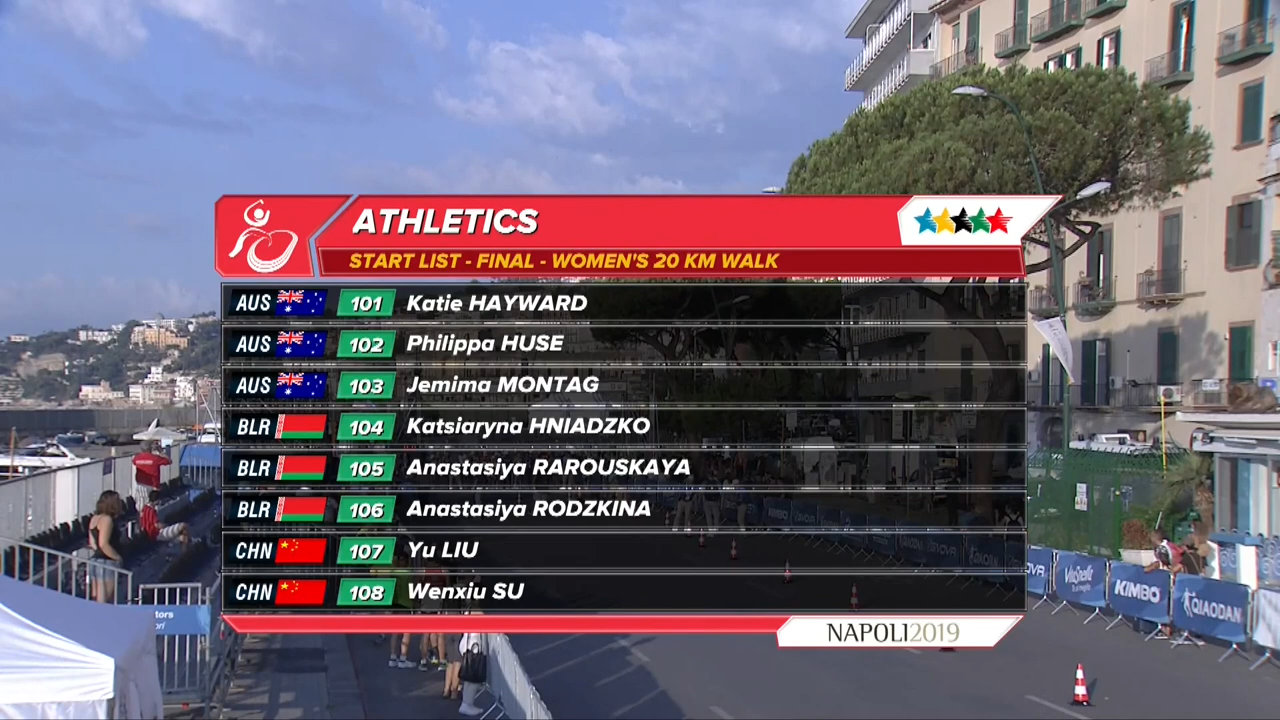 ATHLETICS
START LIST - FINAL - WOMEN'S 20 KM WALK
AUS 101 Katie HAYWARD
AUS 102 Philippa HUSE
AUS 103 Jemima MONTAG
BLR 104 Katsiaryna HNIADZKO
BLR 105 Anastasiya RAROUSKAYA
BLR 106 Anastasiya RODZKINA
CHN 107 Yu LIU
CHN 108 Wenxiu SU
NAPOLI2019
VitaSnella
KIMBO
QIAODAN